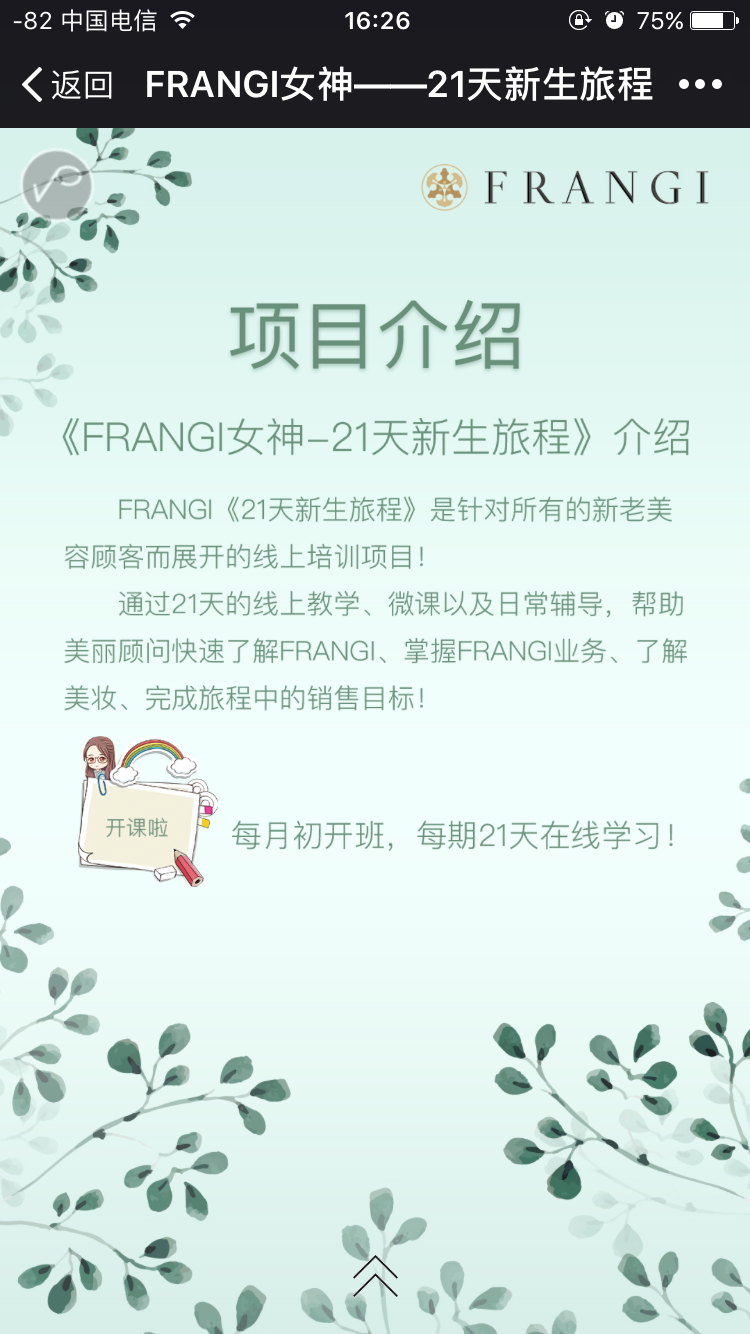 -82 中国电信 16:26 75%
返回 FRANGI女神——21天新生旅程
FRANGI
项目介绍
《FRANGI女神-21天新生旅程》介绍
FRANGI《21天新生旅程》是针对所有的新老美
容顾客而展开的线上培训项目！
通过21天的线上教学、微课以及日常辅导，帮助
美丽顾问快速了解FRANGI、掌握FRANGI业务、了解
美妆、完成旅程中的销售目标！
开课啦
每月初开班，每期21天在线学习！